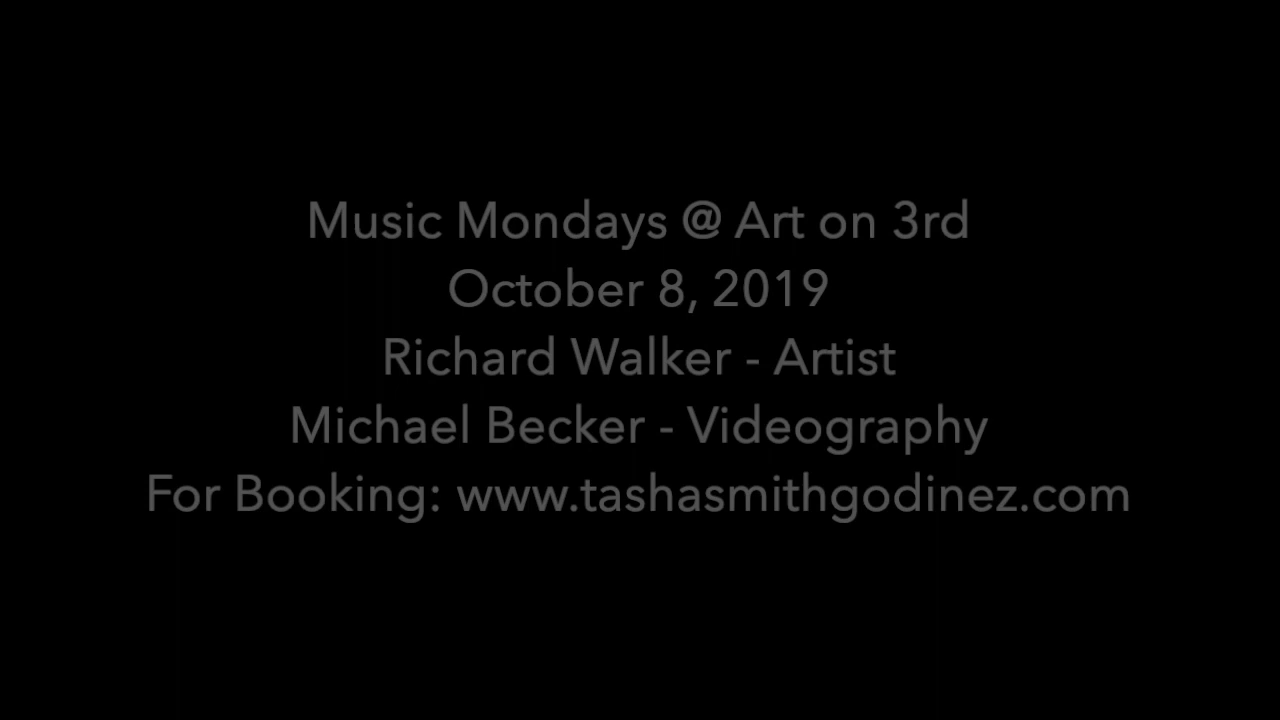 Music Mondays @ Art on 3rd
October 8, 2019
Richard Walker - Artist
Michael Becker - Videography
For Booking: www.tashasmithgodinez.com